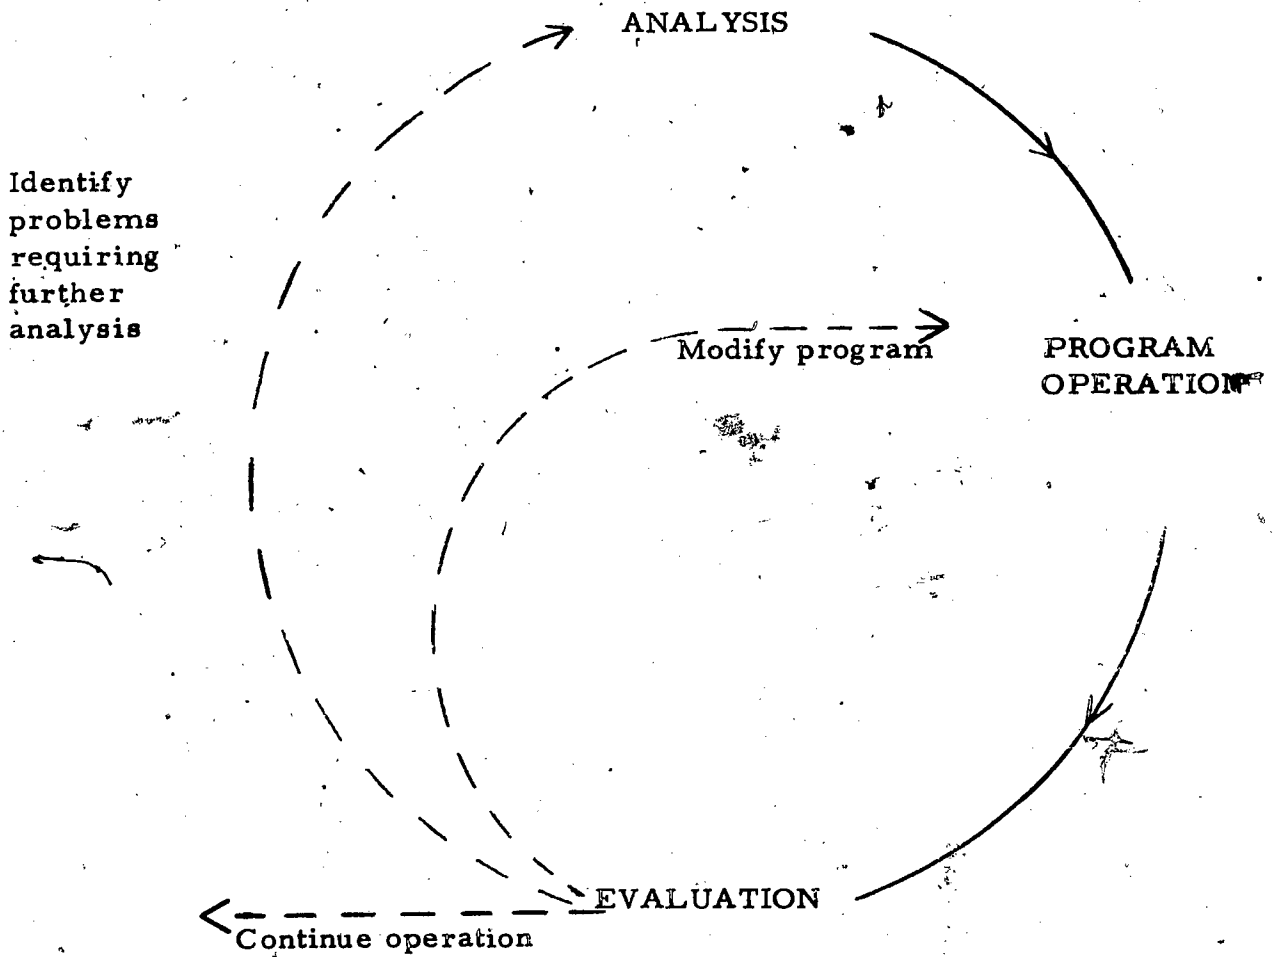 ANALYSIS
Identify
problems
requiring
further
analysis
Modify program
PROGRAM
OPERATION
EVALUATION
Continue operation